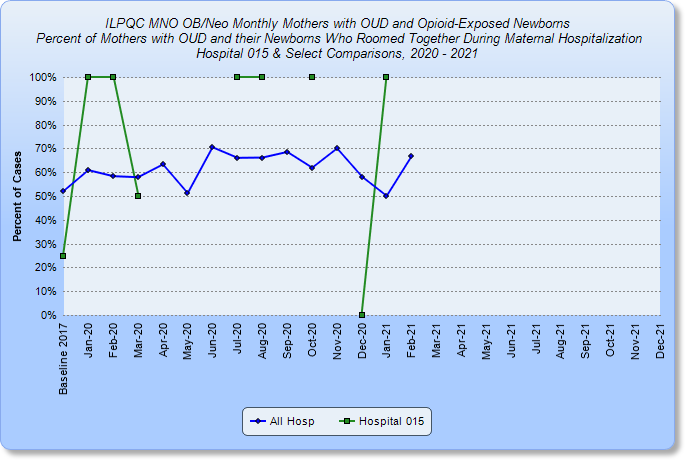 ILPQC MNO OB/Neo Monthly Mothers with OUD and Opioid-Exposed Newborns
Percent of Mothers with OUD and their Newborns Who Roomed Together During Maternal Hospitalization
Hospital 015 & Select Comparisons, 2020 - 2021
100%
90%
80%
70%
60%
50%
40%
30%
20%
10%
0%
Percent of Cases
Baseline 2017
Jan-20
Feb-20
Mar-20
Apr-20
May-20
Jun-20
Jul-20
Aug-20
Sep-20
Oct-20
Nov-20
Dec-20
Jan-21
Feb-21
Mar-21
Apr-21
May-21
Jun-21
Jul-21
Aug-21
Sep-21
Oct-21
Nov-21
Dec-21
All Hosp
Hospital 015